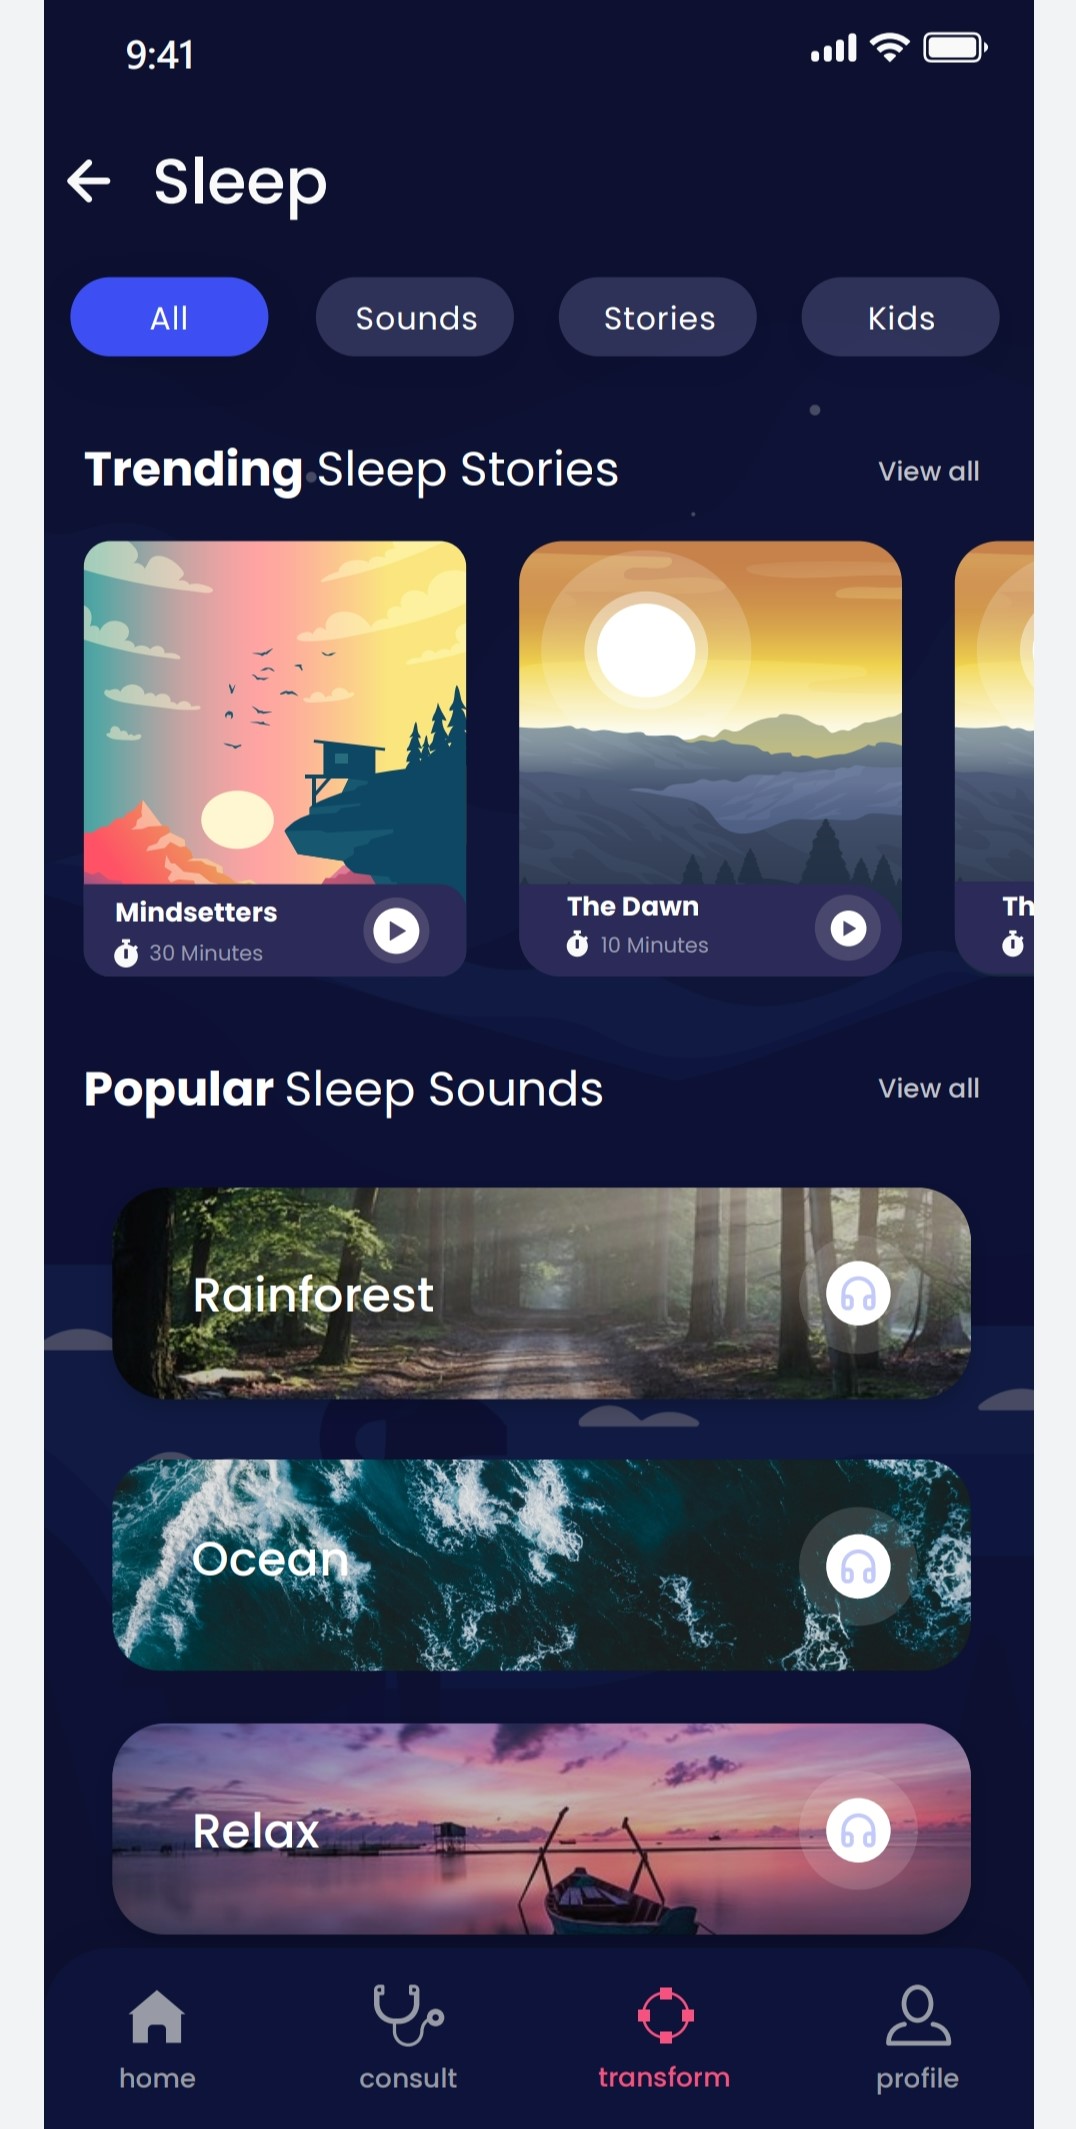 9:41
Sleep
All
Sounds
Stories
Kids
Trending Sleep Stories
View all
Mindsetters
30 Minutes
The Dawn
10 Minutes
Th
Popular Sleep Sounds
View all
Rainforest
Ocean
Relax
home
consult
transform
profile